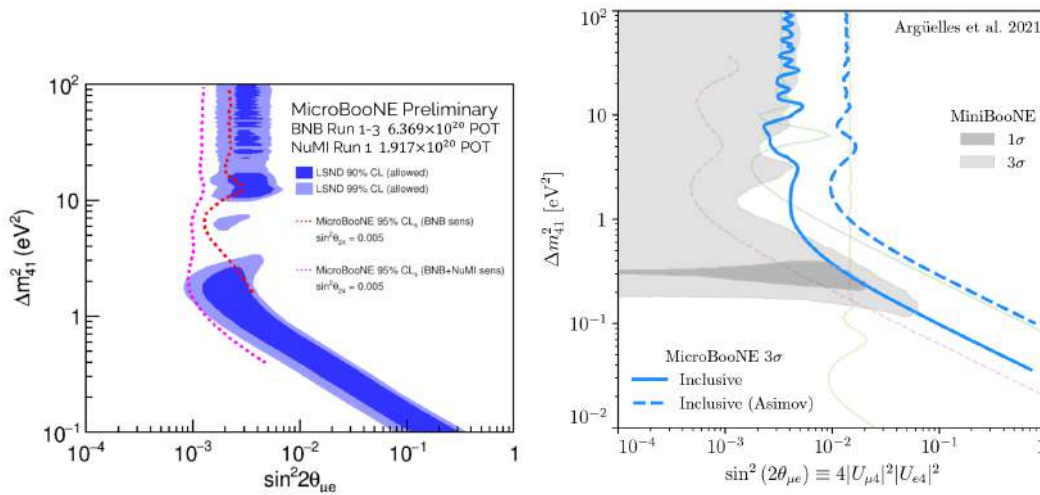 MicroBooNE Preliminary
BNB Run 1-3 6.369×10²⁰ POT
NuMI Run 1 1.917×10²⁰ POT
LSND 90% CL (allowed)
LSND 99% CL (allowed)
MicroBooNE 95% CLₛ (BNB sens)
sin²θ₂₄ = 0.005
MicroBooNE 95% CLₛ (BNB+NuMI sens)
sin²θ₂₄ = 0.005
Δm²₄₁ (eV²)
10²
10
1
10⁻¹
10⁻⁴
10⁻³
10⁻²
10⁻¹
1
sin²2θμe
Argüelles et al. 2021
MiniBooNE
1σ
3σ
MicroBooNE 3σ
Inclusive
Inclusive (Asimov)
Δm²₄₁ [eV²]
10²
10
1
10⁻¹
10⁻²
10⁻⁴
10⁻³
10⁻²
10⁻¹
1
sin² (2θμe) ≡ 4|Uμ4|²|Ue4|²